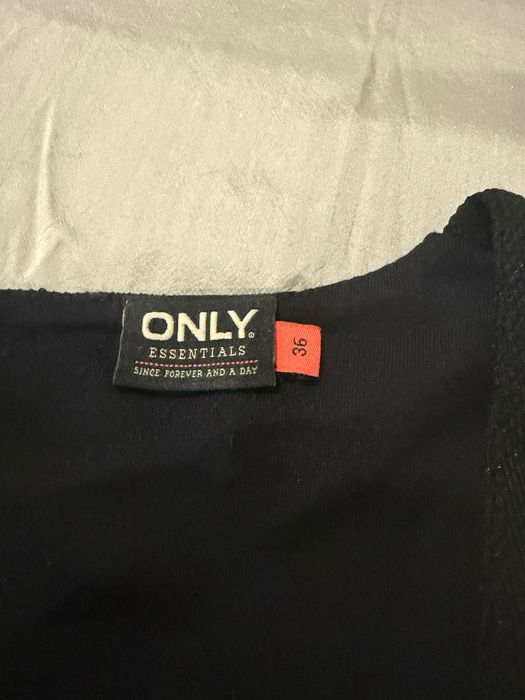 ONLY®
ESSENTIALS
SINCE FOREVER AND A DAY
36